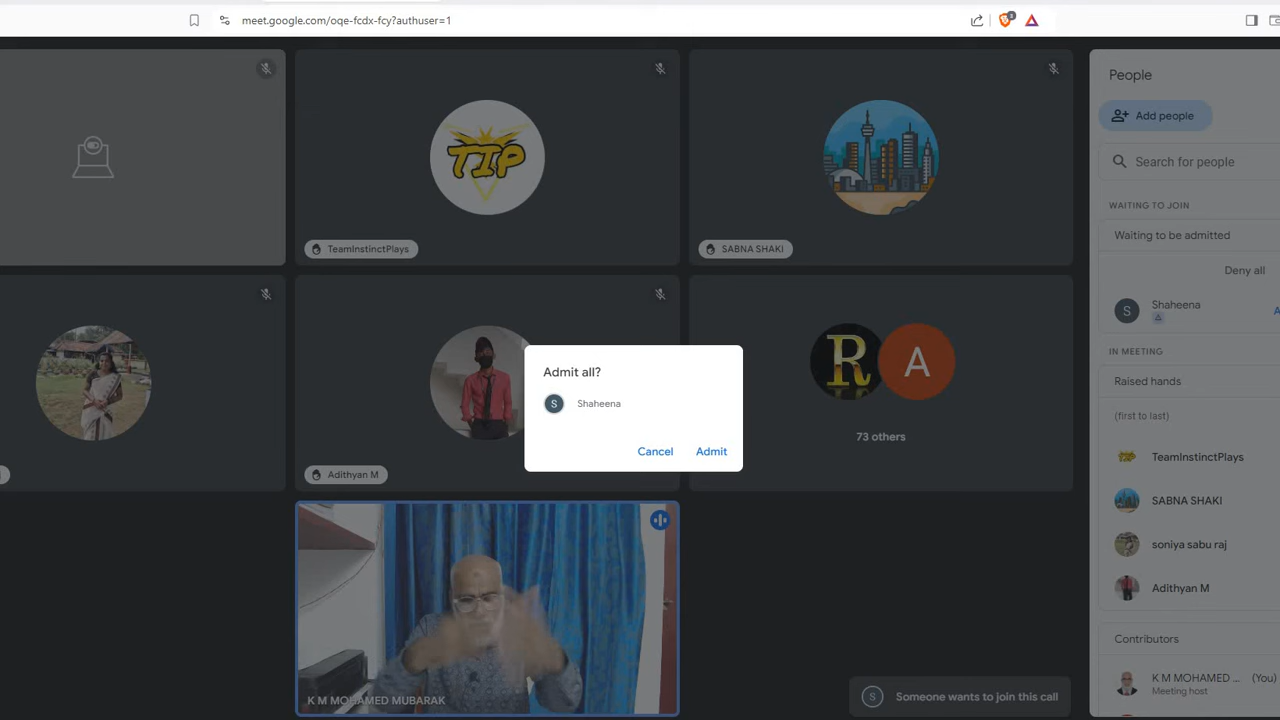 meet.google.com/oqe-fcdx-fcy?authuser=1
3
People
Add people
TIP
Search for people
WAITING TO JOIN
TeamInstinctPlays
SABNA SHAKI
Waiting to be admitted
Deny all
S
Shaheena
A
IN MEETING
R
A
Admit all?
Raised hands
S
Shaheena
(first to last)
73 others
Cancel
Admit
TeamInstinctPlays
Adithyan M
SABNA SHAKI
soniya sabu raj
Adithyan M
Contributors
K M MOHAMED ... (You)
Meeting host
K M MOHAMED MUBARAK
S
Someone wants to join this call